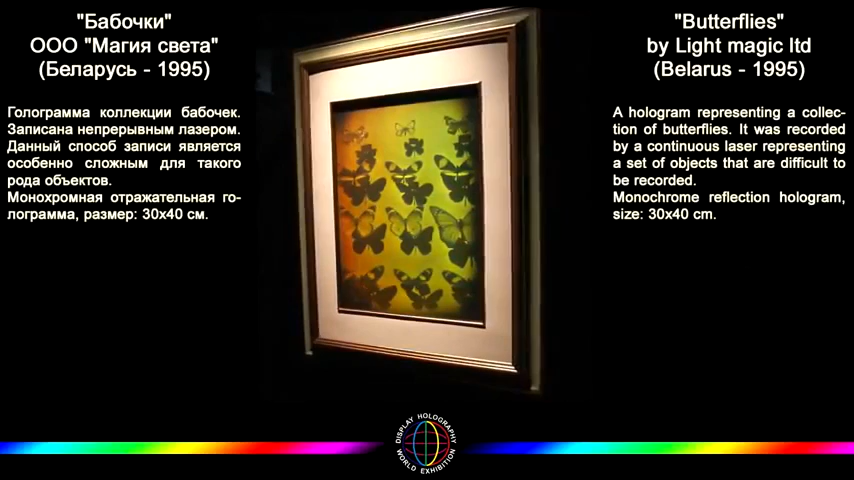 "Бабочки"
ООО "Магия света"
(Беларусь - 1995)
Голограмма коллекции бабочек.
Записана непрерывным лазером.
Данный способ записи является
особенно сложным для такого
рода объектов.
Монохромная отражательная го-
лограмма, размер: 30х40 см.
"Butterflies"
by Light magic ltd
(Belarus - 1995)
A hologram representing a collec-
tion of butterflies. It was recorded
by a continuous laser representing
a set of objects that are difficult to
be recorded.
Monochrome reflection hologram,
size: 30x40 cm.
DISPLAY HOLOGRAPHY
WORLD EXHIBITION